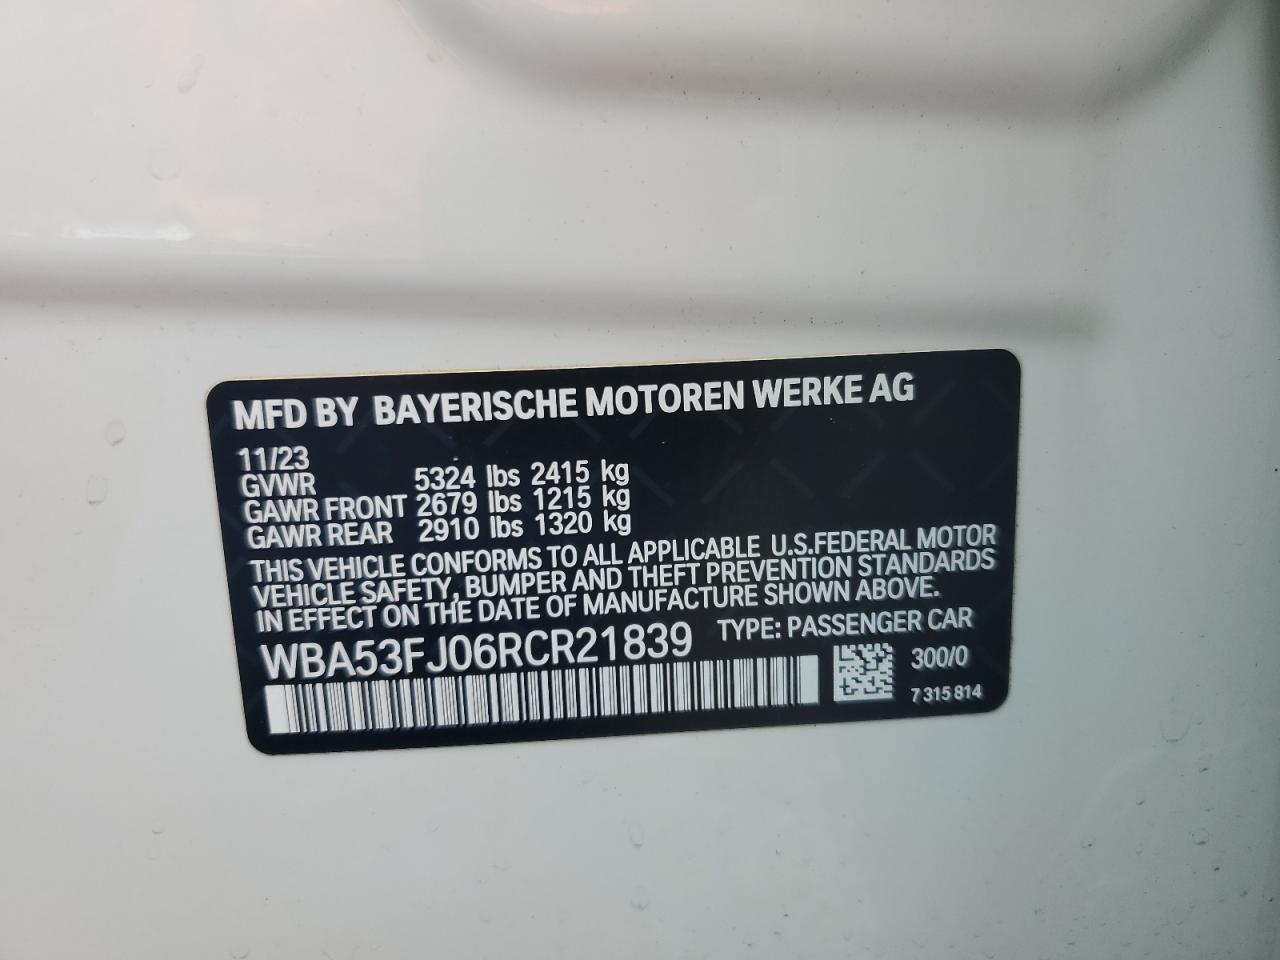 MFD BY BAYERISCHE MOTOREN WERKE AG
11/23
GVWR 5324 lbs 2415 kg
GAWR FRONT 2679 lbs 1215 kg
GAWR REAR 2910 lbs 1320 kg
THIS VEHICLE CONFORMS TO ALL APPLICABLE U.S.FEDERAL MOTOR
VEHICLE SAFETY, BUMPER AND THEFT PREVENTION STANDARDS
IN EFFECT ON THE DATE OF MANUFACTURE SHOWN ABOVE.
WBA53FJ06RCR21839 TYPE: PASSENGER CAR
300/0
7 315 814